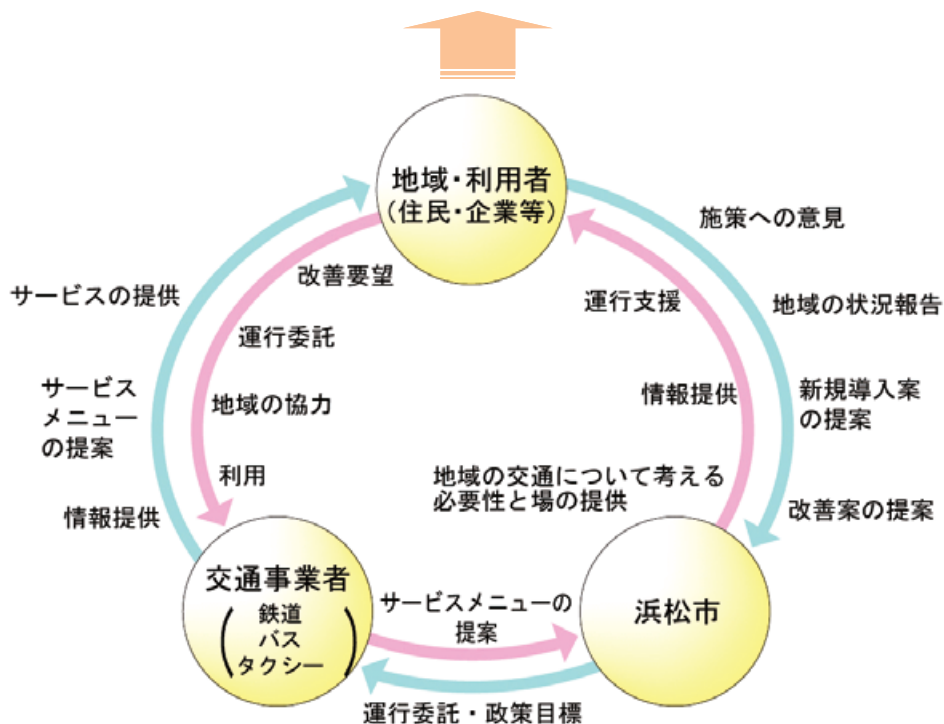 地域・利用者
(住民・企業等)
施策への意見
改善要望
サービスの提供
運行支援
地域の状況報告
運行委託
サービス
メニュー
の提案
地域の協力
情報提供
新規導入案
の提案
利用
地域の交通について考える
必要性と場の提供
情報提供
改善案の提案
交通事業者
(鉄道
バス
タクシー)
サービスメニューの
提案
浜松市
運行委託・政策目標